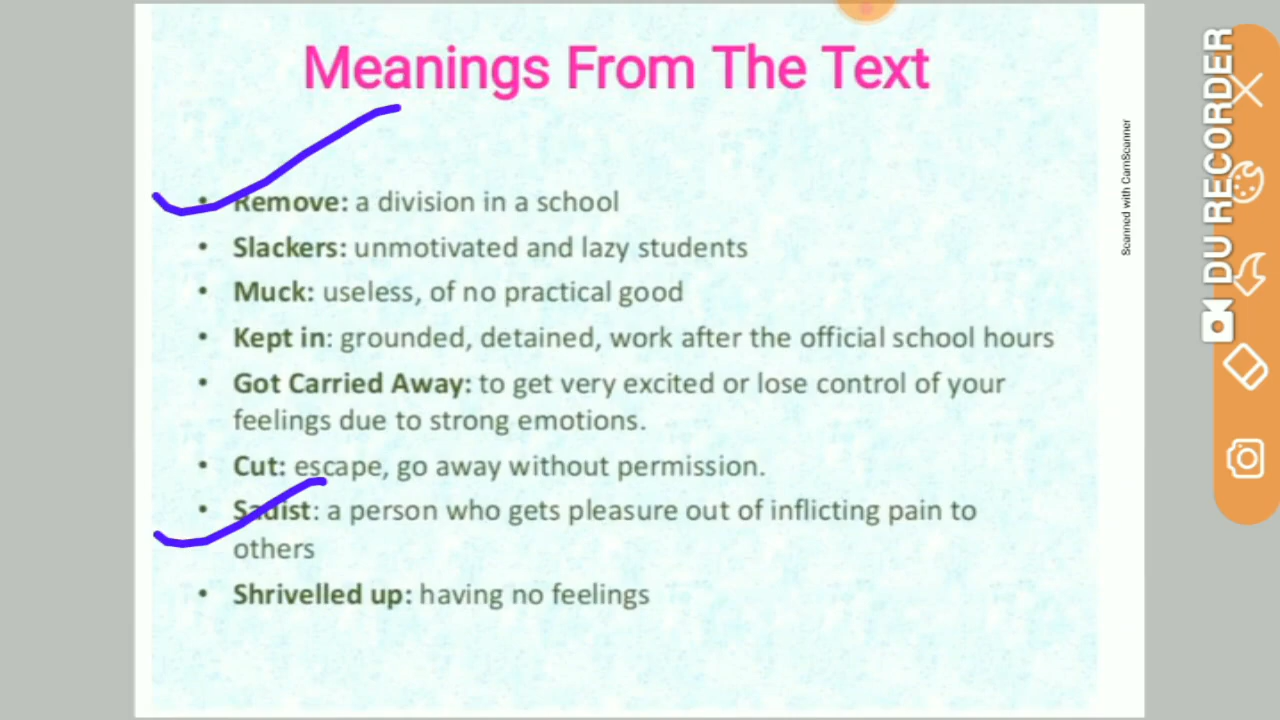 Meanings From The Text
• Remove: a division in a school
• Slackers: unmotivated and lazy students
• Muck: useless, of no practical good
• Kept in: grounded, detained, work after the official school hours
• Got Carried Away: to get very excited or lose control of your
feelings due to strong emotions.
• Cut: escape, go away without permission.
• Sadist: a person who gets pleasure out of inflicting pain to
others
• Shrivelled up: having no feelings
Scanned with CamScanner
DU RECORDER